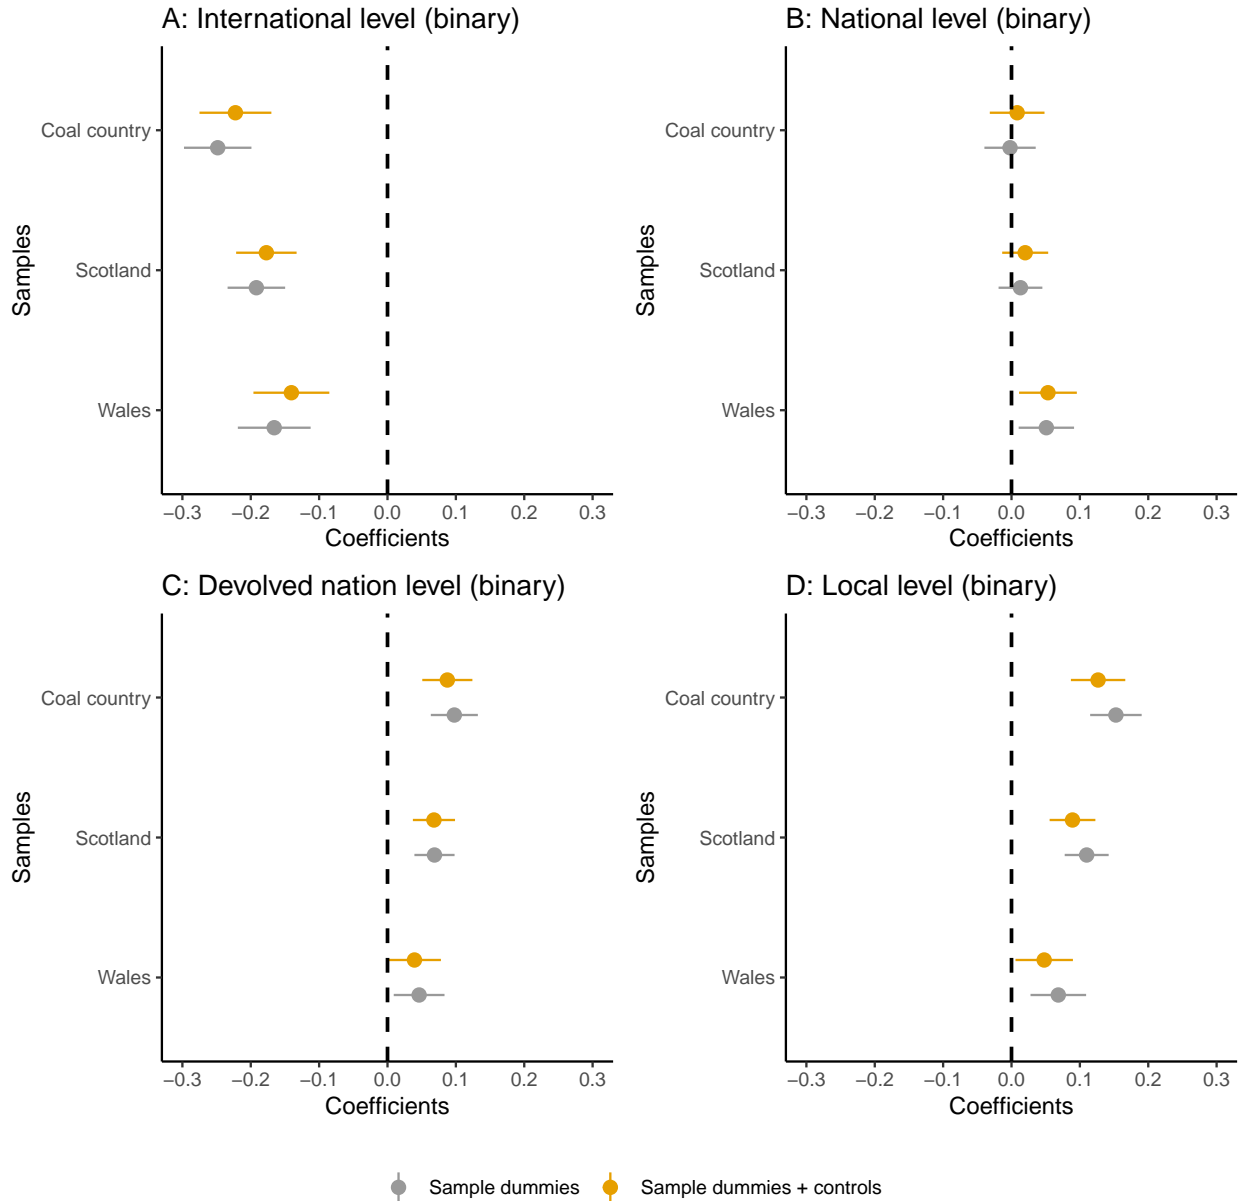 A: International level (binary)
Samples
Coal country
Scotland
Wales
−0.3 −0.2 −0.1 0.0 0.1 0.2 0.3
Coefficients
B: National level (binary)
Samples
Coal country
Scotland
Wales
−0.3 −0.2 −0.1 0.0 0.1 0.2 0.3
Coefficients
C: Devolved nation level (binary)
Samples
Coal country
Scotland
Wales
−0.3 −0.2 −0.1 0.0 0.1 0.2 0.3
Coefficients
D: Local level (binary)
Samples
Coal country
Scotland
Wales
−0.3 −0.2 −0.1 0.0 0.1 0.2 0.3
Coefficients
Sample dummies Sample dummies + controls